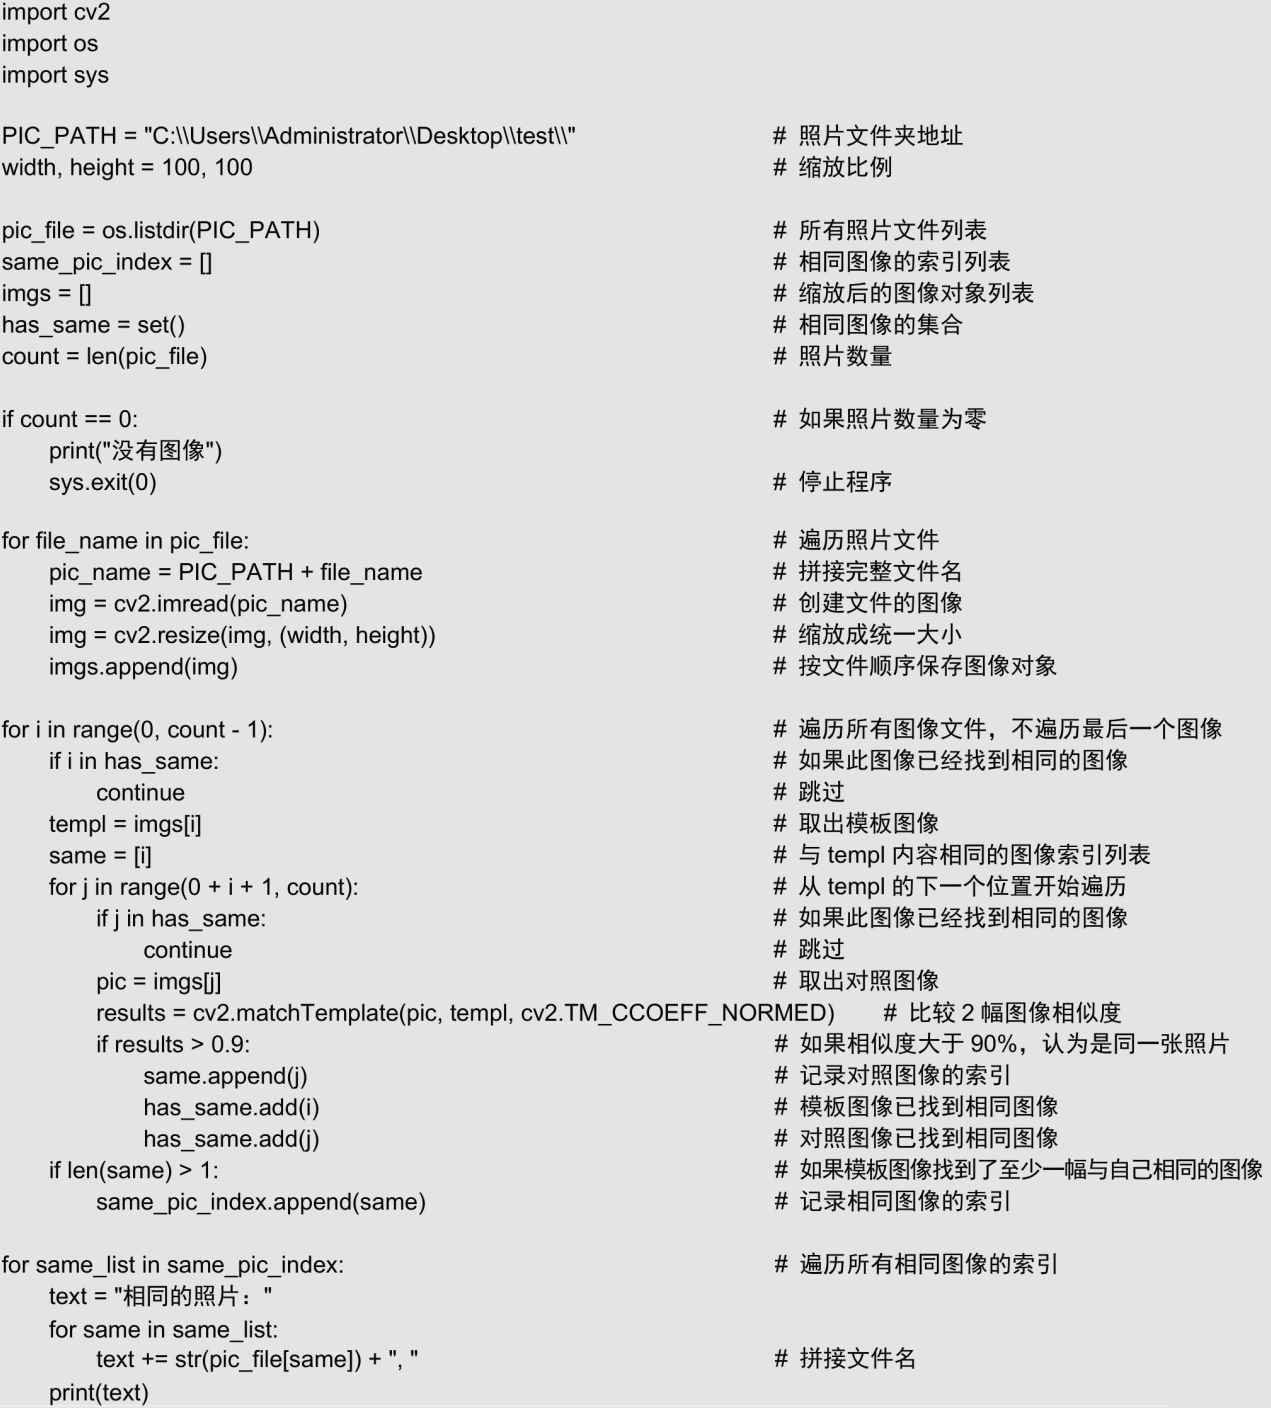 import cv2
import os
import sys
PIC_PATH = "C:\\Users\\Administrator\\Desktop\\test\\" # 照片文件夹地址
width, height = 100, 100 # 缩放比例
pic_file = os.listdir(PIC_PATH) # 所有照片文件列表
same_pic_index = [] # 相同图像的索引列表
imgs = [] # 缩放后的图像对象列表
has_same = set() # 相同图像的集合
count = len(pic_file) # 照片数量
if count == 0: # 如果照片数量为零
    print("没有图像")
    sys.exit(0) # 停止程序
for file_name in pic_file: # 遍历照片文件
    pic_name = PIC_PATH + file_name # 拼接完整文件名
    img = cv2.imread(pic_name) # 创建文件的图像
    img = cv2.resize(img, (width, height)) # 缩放成统一大小
    imgs.append(img) # 按文件顺序保存图像对象
for i in range(0, count - 1): # 遍历所有图像文件，不遍历最后一个图像
    if i in has_same: # 如果此图像已经找到相同的图像
        continue # 跳过
    templ = imgs[i] # 取出模板图像
    same = [i] # 与 templ 内容相同的图像索引列表
    for j in range(0 + i + 1, count): # 从 templ 的下一个位置开始遍历
        if j in has_same: # 如果此图像已经找到相同的图像
            continue # 跳过
        pic = imgs[j] # 取出对照图像
        results = cv2.matchTemplate(pic, templ, cv2.TM_CCOEFF_NORMED) # 比较 2 幅图像相似度
        if results > 0.9: # 如果相似度大于 90%，认为是同一张照片
            same.append(j) # 记录对照图像的索引
            has_same.add(i) # 模板图像已找到相同图像
            has_same.add(j) # 对照图像已找到相同图像
    if len(same) > 1: # 如果模板图像找到了至少一幅与自己相同的图像
        same_pic_index.append(same) # 记录相同图像的索引
for same_list in same_pic_index: # 遍历所有相同图像的索引
    text = "相同的照片："
    for same in same_list:
        text += str(pic_file[same]) + ", " # 拼接文件名
    print(text)